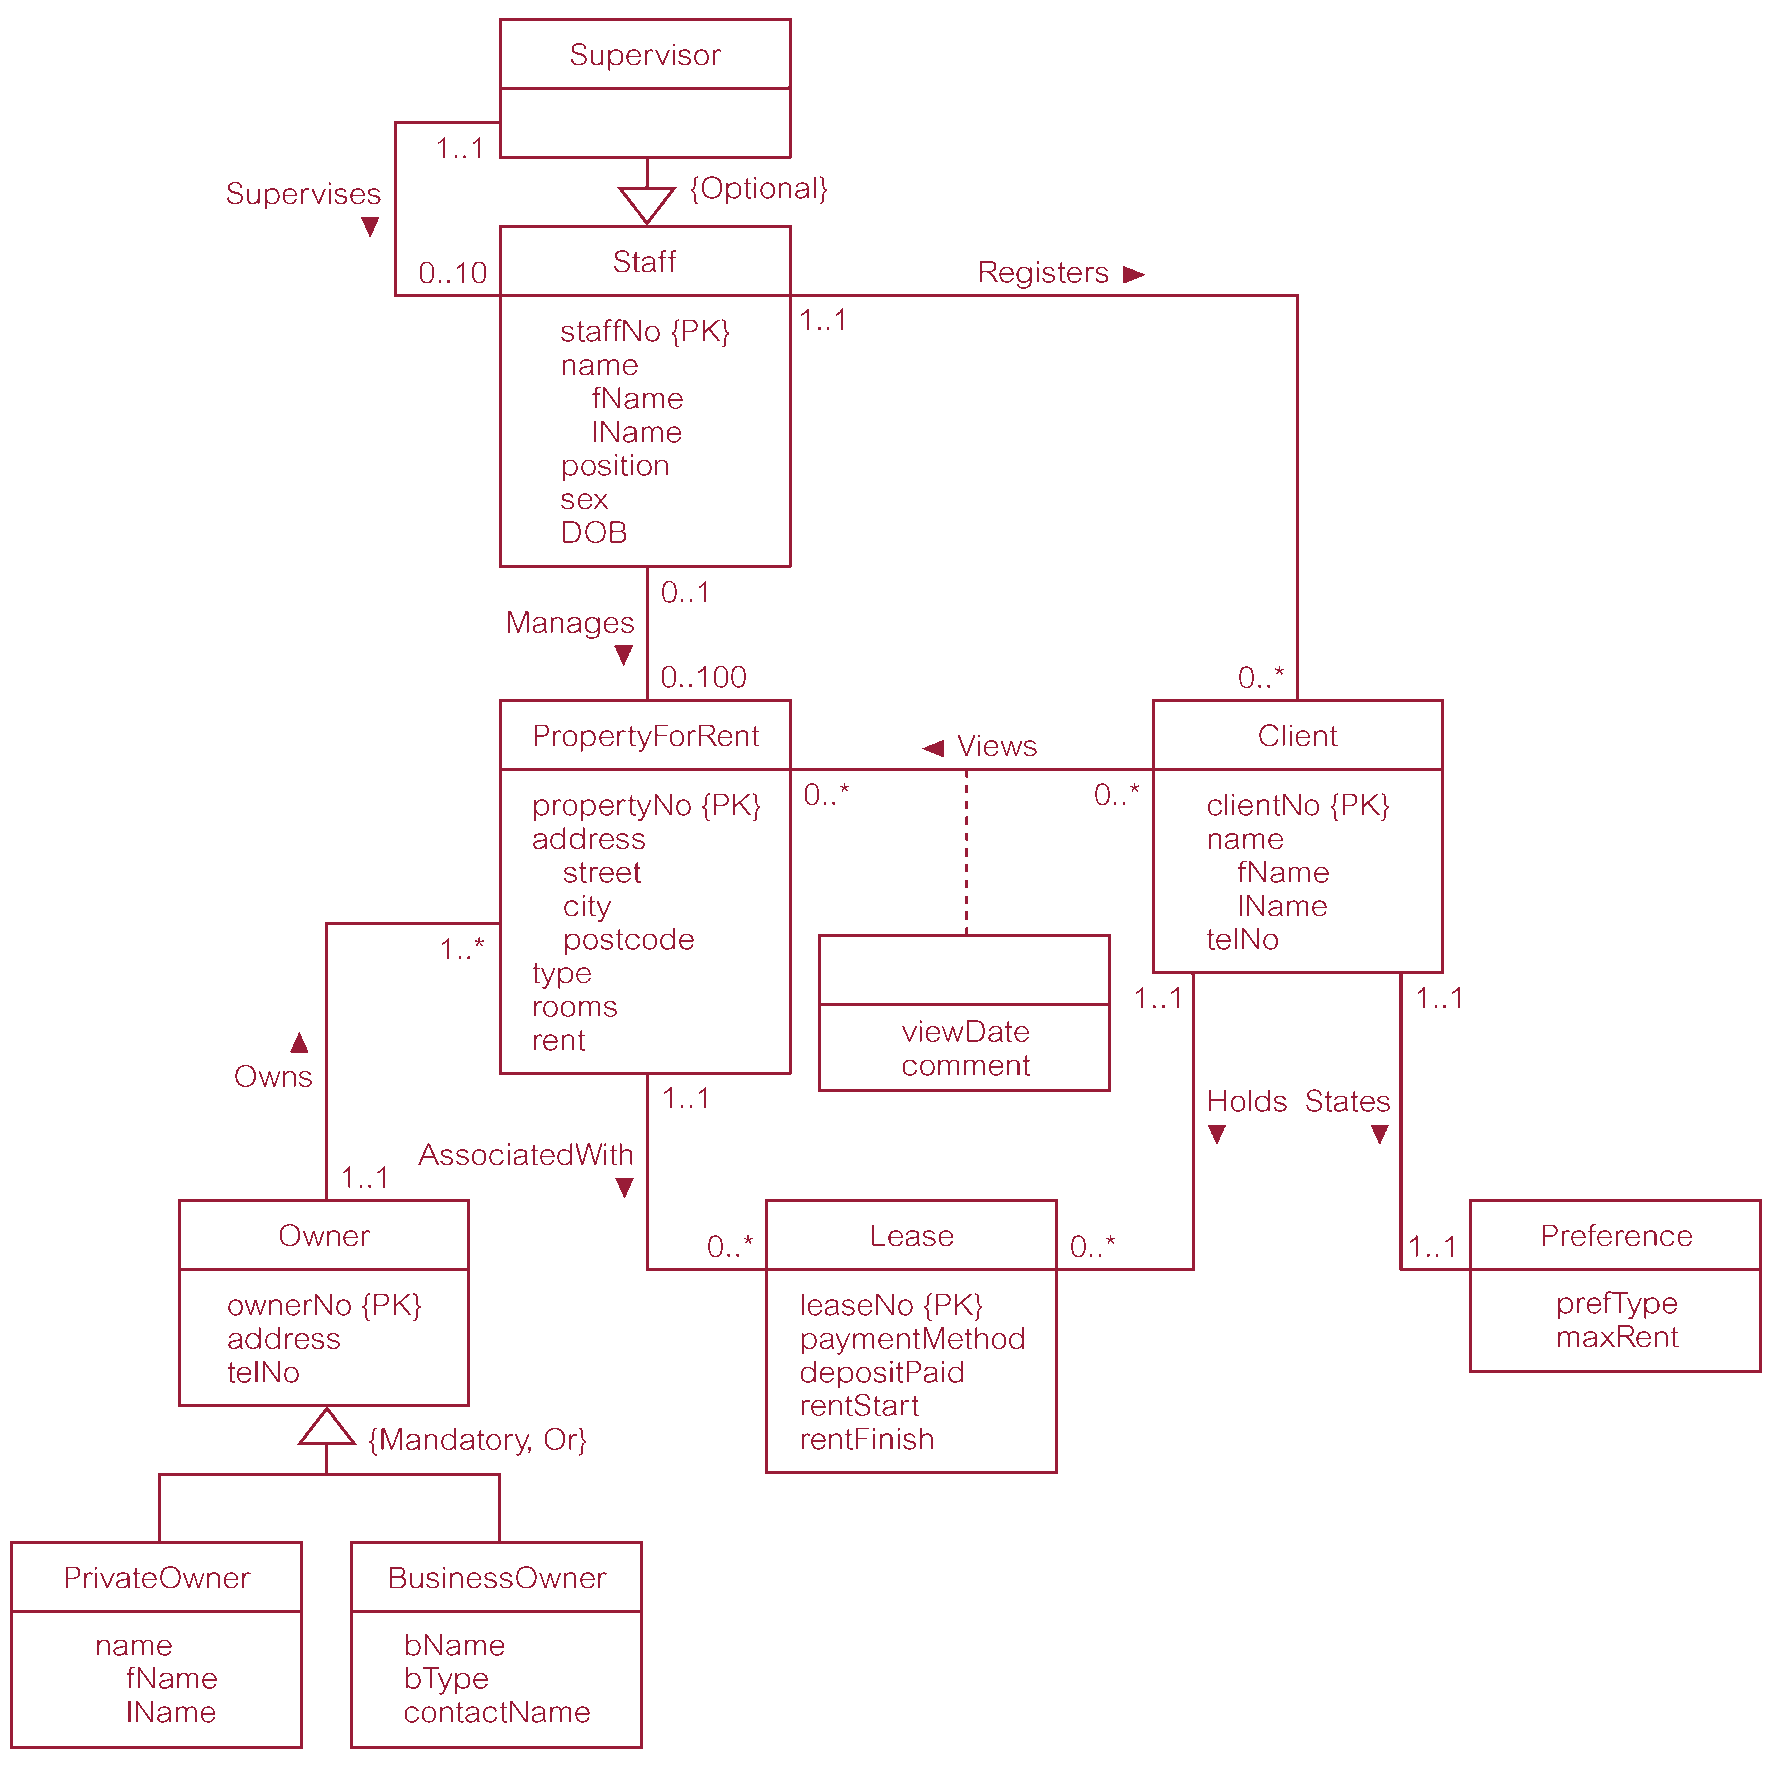 Supervisor
1..1
Supervises
▼
{Optional}
0..10
Staff
Registers ►
1..1
staffNo {PK}
name
fName
lName
position
sex
DOB
0..1
Manages
▼
0..100
0..*
PropertyForRent
◄ Views
Client
0..*
0..*
propertyNo {PK}
address
street
city
postcode
type
rooms
rent
clientNo {PK}
name
fName
lName
telNo
1..*
viewDate
comment
1..1
1..1
▲
Owns
1..1
Holds
▼
States
▼
AssociatedWith
▼
1..1
Owner
0..*
Lease
0..*
1..1
Preference
ownerNo {PK}
address
telNo
leaseNo {PK}
paymentMethod
depositPaid
rentStart
rentFinish
prefType
maxRent
{Mandatory, Or}
PrivateOwner
name
fName
lName
BusinessOwner
bName
bType
contactName